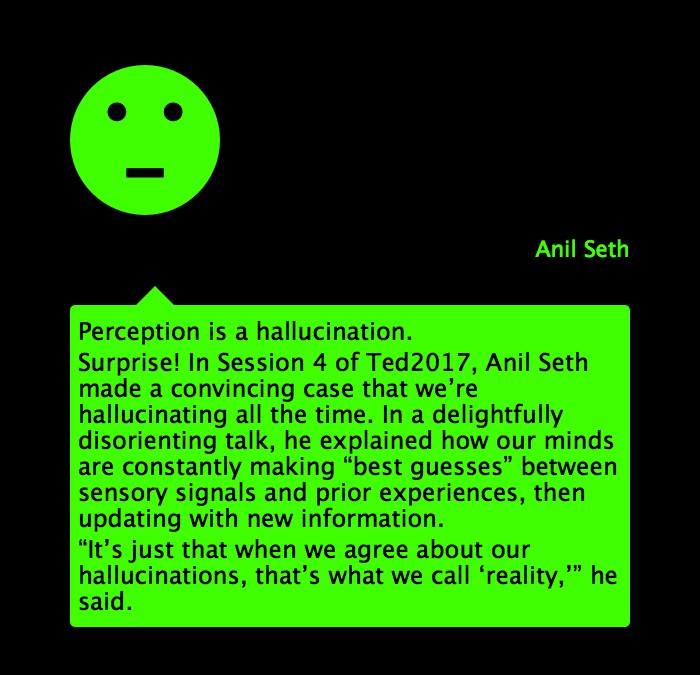 Anil Seth
Perception is a hallucination.
Surprise! In Session 4 of Ted2017, Anil Seth
made a convincing case that we’re
hallucinating all the time. In a delightfully
disorienting talk, he explained how our minds
are constantly making “best guesses” between
sensory signals and prior experiences, then
updating with new information.
“It’s just that when we agree about our
hallucinations, that’s what we call ‘reality,’” he
said.